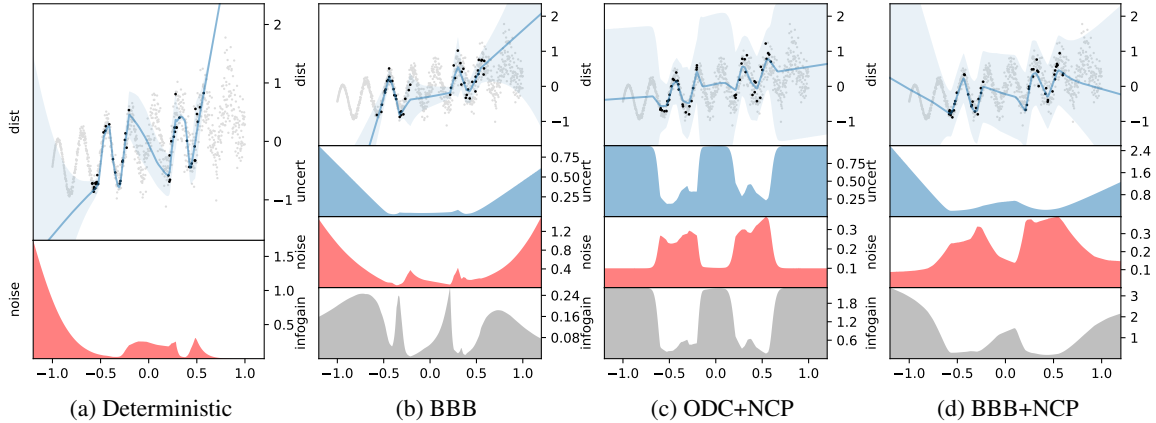 dist
2
1
0
−1
noise
1.5
1.0
0.5
−1.0 −0.5 0.0 0.5 1.0
(a) Deterministic
dist
2
1
0
−1
uncert
0.75
0.50
0.25
noise
1.2
0.8
0.4
infogain
0.24
0.16
0.08
−1.0 −0.5 0.0 0.5 1.0
(b) BBB
dist
2
1
0
−1
uncert
0.75
0.50
0.25
noise
0.3
0.2
0.1
infogain
1.8
1.2
0.6
−1.0 −0.5 0.0 0.5 1.0
(c) ODC+NCP
dist
2
1
0
−1
uncert
2.4
1.6
0.8
noise
0.3
0.2
0.1
infogain
3
2
1
−1.0 −0.5 0.0 0.5 1.0
(d) BBB+NCP